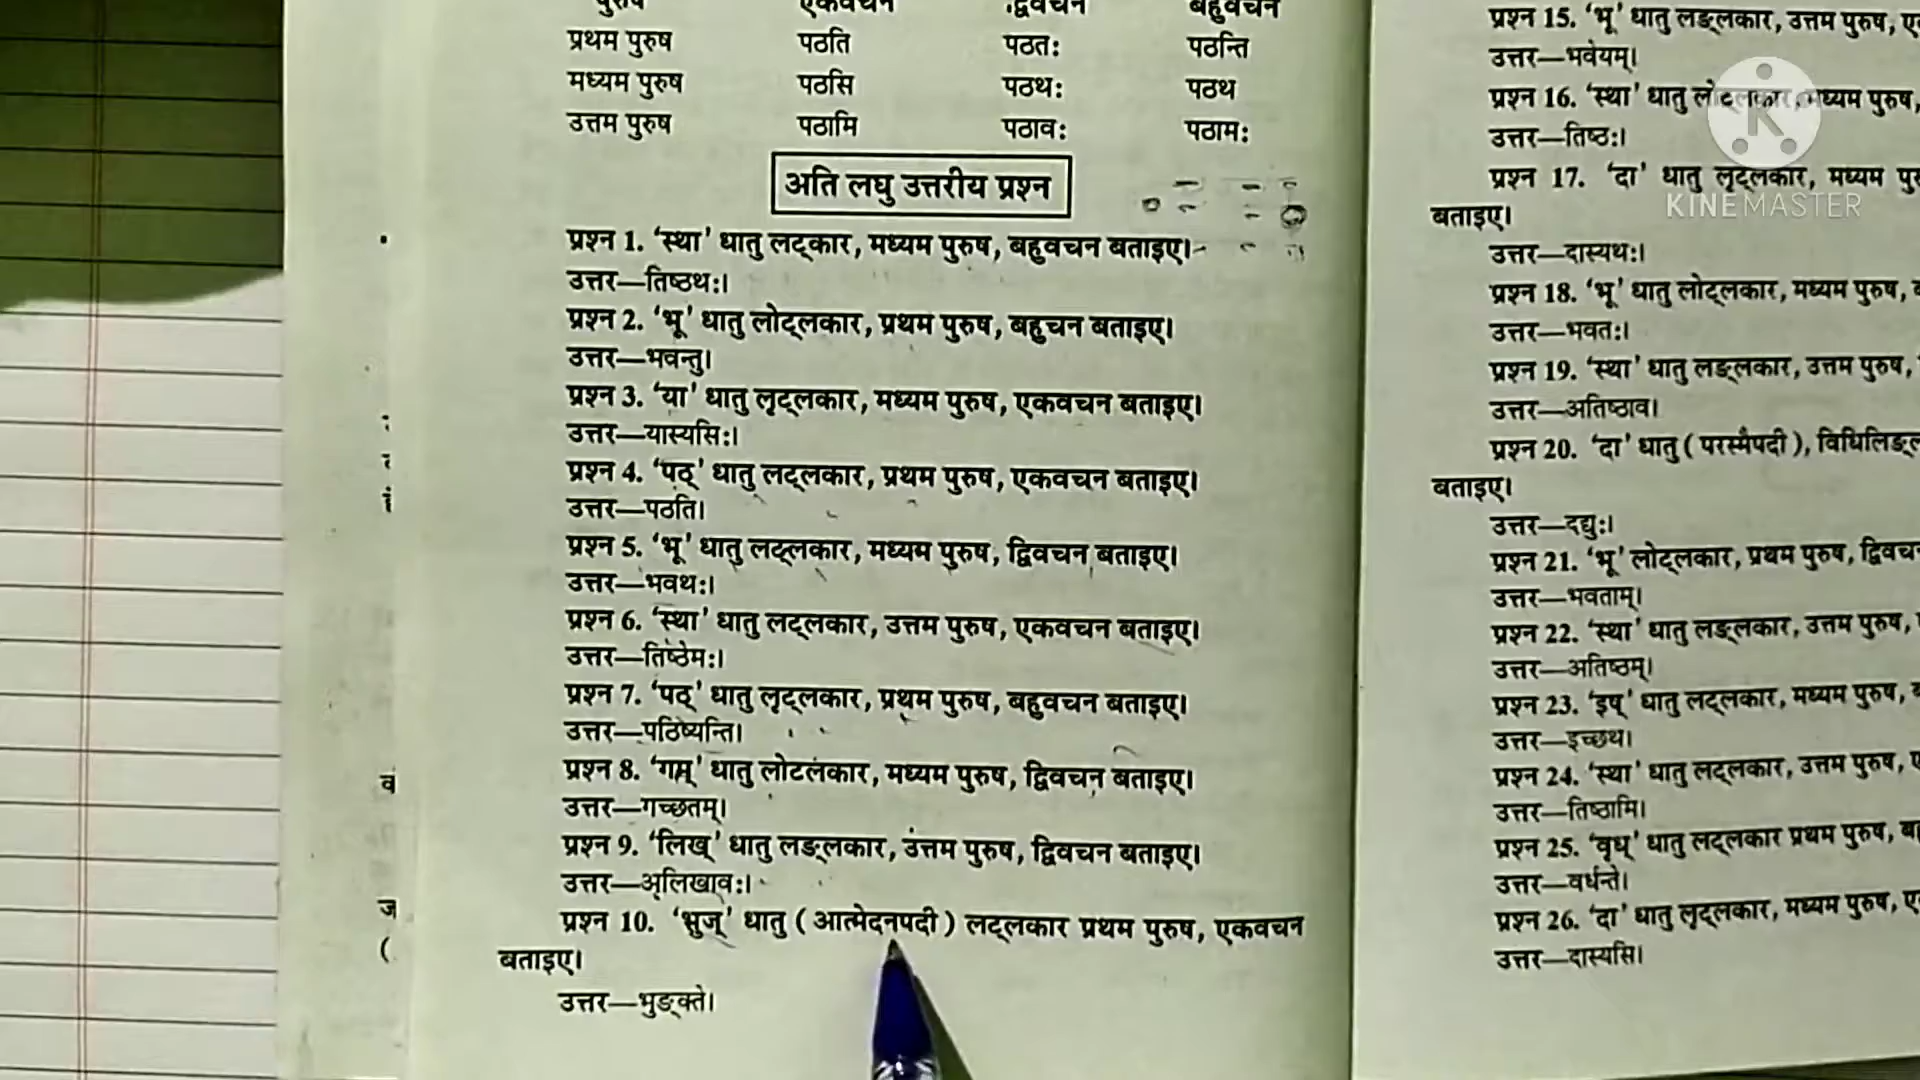 पुरुष एकवचन द्विवचन बहुवचन
प्रथम पुरुष पठति पठतः पठन्ति
मध्यम पुरुष पठसि पठथः पठथ
उत्तम पुरुष पठामि पठावः पठामः
अति लघु उत्तरीय प्रश्न
प्रश्न 1. ‘स्था’ धातु लट्कार, मध्यम पुरुष, बहुवचन बताइए।
उत्तर—तिष्ठथः।
प्रश्न 2. ‘भू’ धातु लोट्लकार, प्रथम पुरुष, बहुचन बताइए।
उत्तर—भवन्तु।
प्रश्न 3. ‘या’ धातु लृट्लकार, मध्यम पुरुष, एकवचन बताइए।
उत्तर—यास्यसिः।
प्रश्न 4. ‘पठ्’ धातु लट्लकार, प्रथम पुरुष, एकवचन बताइए।
उत्तर—पठति।
प्रश्न 5. ‘भू’ धातु लट्लकार, मध्यम पुरुष, द्विवचन बताइए।
उत्तर—भवथः।
प्रश्न 6. ‘स्था’ धातु लट्लकार, उत्तम पुरुष, एकवचन बताइए।
उत्तर—तिष्ठेमः।
प्रश्न 7. ‘पठ्’ धातु लृट्लकार, प्रथम पुरुष, बहुवचन बताइए।
उत्तर—पठिष्यन्ति।
प्रश्न 8. ‘गम्’ धातु लोटलकार, मध्यम पुरुष, द्विवचन बताइए।
उत्तर—गच्छतम्।
प्रश्न 9. ‘लिख्’ धातु लङ्लकार, उत्तम पुरुष, द्विवचन बताइए।
उत्तर—अलिखावः।
प्रश्न 10. ‘भुज्’ धातु ( आत्मेदनपदी ) लट्लकार प्रथम पुरुष, एकवचन
बताइए।
उत्तर—भुङ्क्ते।
प्रश्न 15. ‘भू’ धातु लङ्लकार, उत्तम पुरुष,
उत्तर—भवेयम्।
प्रश्न 16. ‘स्था’ धातु लोट्लकार, मध्यम पुरुष,
उत्तर—तिष्ठः।
प्रश्न 17. ‘दा’ धातु लृट्लकार, मध्यम
बताइए।
उत्तर—दास्यथः।
प्रश्न 18. ‘भू’ धातु लोट्लकार, मध्यम पुरुष,
उत्तर—भवतः।
प्रश्न 19. ‘स्था’ धातु लङ्लकार, उत्तम पुरुष,
उत्तर—अतिष्ठाव।
प्रश्न 20. ‘दा’ धातु ( परस्मैपदी ),
बताइए।
उत्तर—दद्युः।
प्रश्न 21. ‘भू’ लोट्लकार, प्रथम पुरुष,
उत्तर—भवताम्।
प्रश्न 22. ‘स्था’ धातु लङ्लकार, उत्तम पुरुष,
उत्तर—अतिष्ठम्।
प्रश्न 23. ‘इष्’ धातु लट्लकार, मध्यम पुरुष,
उत्तर—इच्छथ।
प्रश्न 24. ‘स्था’ धातु लट्लकार, उत्तम पुरुष,
उत्तर—तिष्ठामि।
प्रश्न 25. ‘वृध्’ धातु लट्लकार प्रथम पुरुष,
उत्तर—वर्धन्ते।
प्रश्न 26. ‘दा’ धातु लृट्लकार, मध्यम पुरुष,
उत्तर—दास्यसि।
K
KINEMASTER